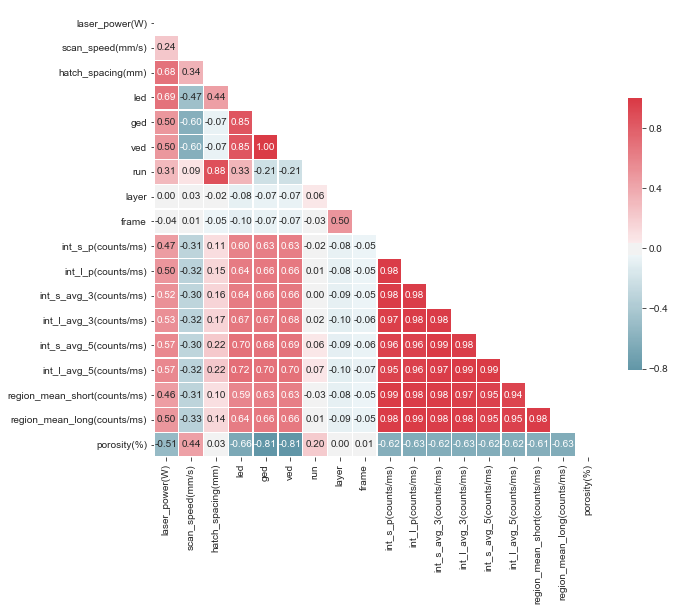 laser_power(W)
scan_speed(mm/s) 0.24
hatch_spacing(mm) 0.68 0.34
led 0.69 -0.47 0.44
ged 0.50 -0.60 -0.07 0.85
ved 0.50 -0.60 -0.07 0.85 1.00
run 0.31 0.09 0.88 0.33 -0.21 -0.21
layer 0.00 0.03 -0.02 -0.08 -0.07 -0.07 0.06
frame -0.04 0.01 -0.05 -0.10 -0.07 -0.07 -0.03 0.50
int_s_p(counts/ms) 0.47 -0.31 0.11 0.60 0.63 0.63 -0.02 -0.08 -0.05
int_l_p(counts/ms) 0.50 -0.32 0.15 0.64 0.66 0.66 0.01 -0.08 -0.05 0.98
int_s_avg_3(counts/ms) 0.52 -0.30 0.16 0.64 0.66 0.66 0.00 -0.09 -0.05 0.98 0.98
int_l_avg_3(counts/ms) 0.53 -0.32 0.17 0.67 0.67 0.68 0.02 -0.10 -0.06 0.97 0.98 0.98
int_s_avg_5(counts/ms) 0.57 -0.30 0.22 0.70 0.68 0.69 0.06 -0.09 -0.06 0.96 0.96 0.99 0.98
int_l_avg_5(counts/ms) 0.57 -0.32 0.22 0.72 0.70 0.70 0.07 -0.10 -0.07 0.95 0.96 0.97 0.99 0.99
region_mean_short(counts/ms) 0.46 -0.31 0.10 0.59 0.63 0.63 -0.03 -0.08 -0.05 0.99 0.98 0.98 0.97 0.95 0.94
region_mean_long(counts/ms) 0.50 -0.33 0.14 0.64 0.66 0.66 0.01 -0.09 -0.05 0.98 0.99 0.98 0.98 0.95 0.95 0.98
porosity(%) -0.51 0.44 0.03 -0.66 -0.81 -0.81 0.20 0.00 0.01 -0.62 -0.63 -0.62 -0.63 -0.62 -0.62 -0.61 -0.63
laser_power(W)
scan_speed(mm/s)
hatch_spacing(mm)
led
ged
ved
run
layer
frame
int_s_p(counts/ms)
int_l_p(counts/ms)
int_s_avg_3(counts/ms)
int_l_avg_3(counts/ms)
int_s_avg_5(counts/ms)
int_l_avg_5(counts/ms)
region_mean_short(counts/ms)
region_mean_long(counts/ms)
porosity(%)
0.8
0.4
0.0
-0.4
-0.8